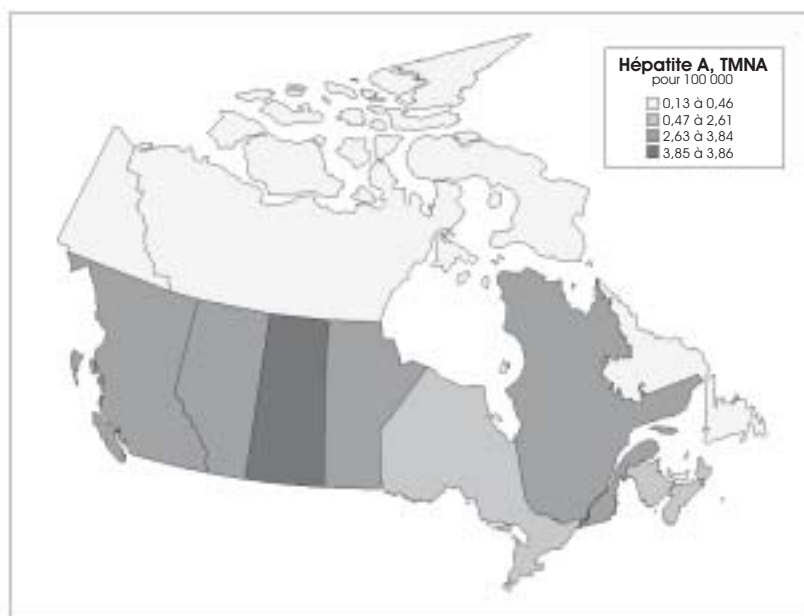 Hépatite A, TMNA
pour 100 000
0,13 à 0,46
0,47 à 2,61
2,63 à 3,84
3,85 à 3,86